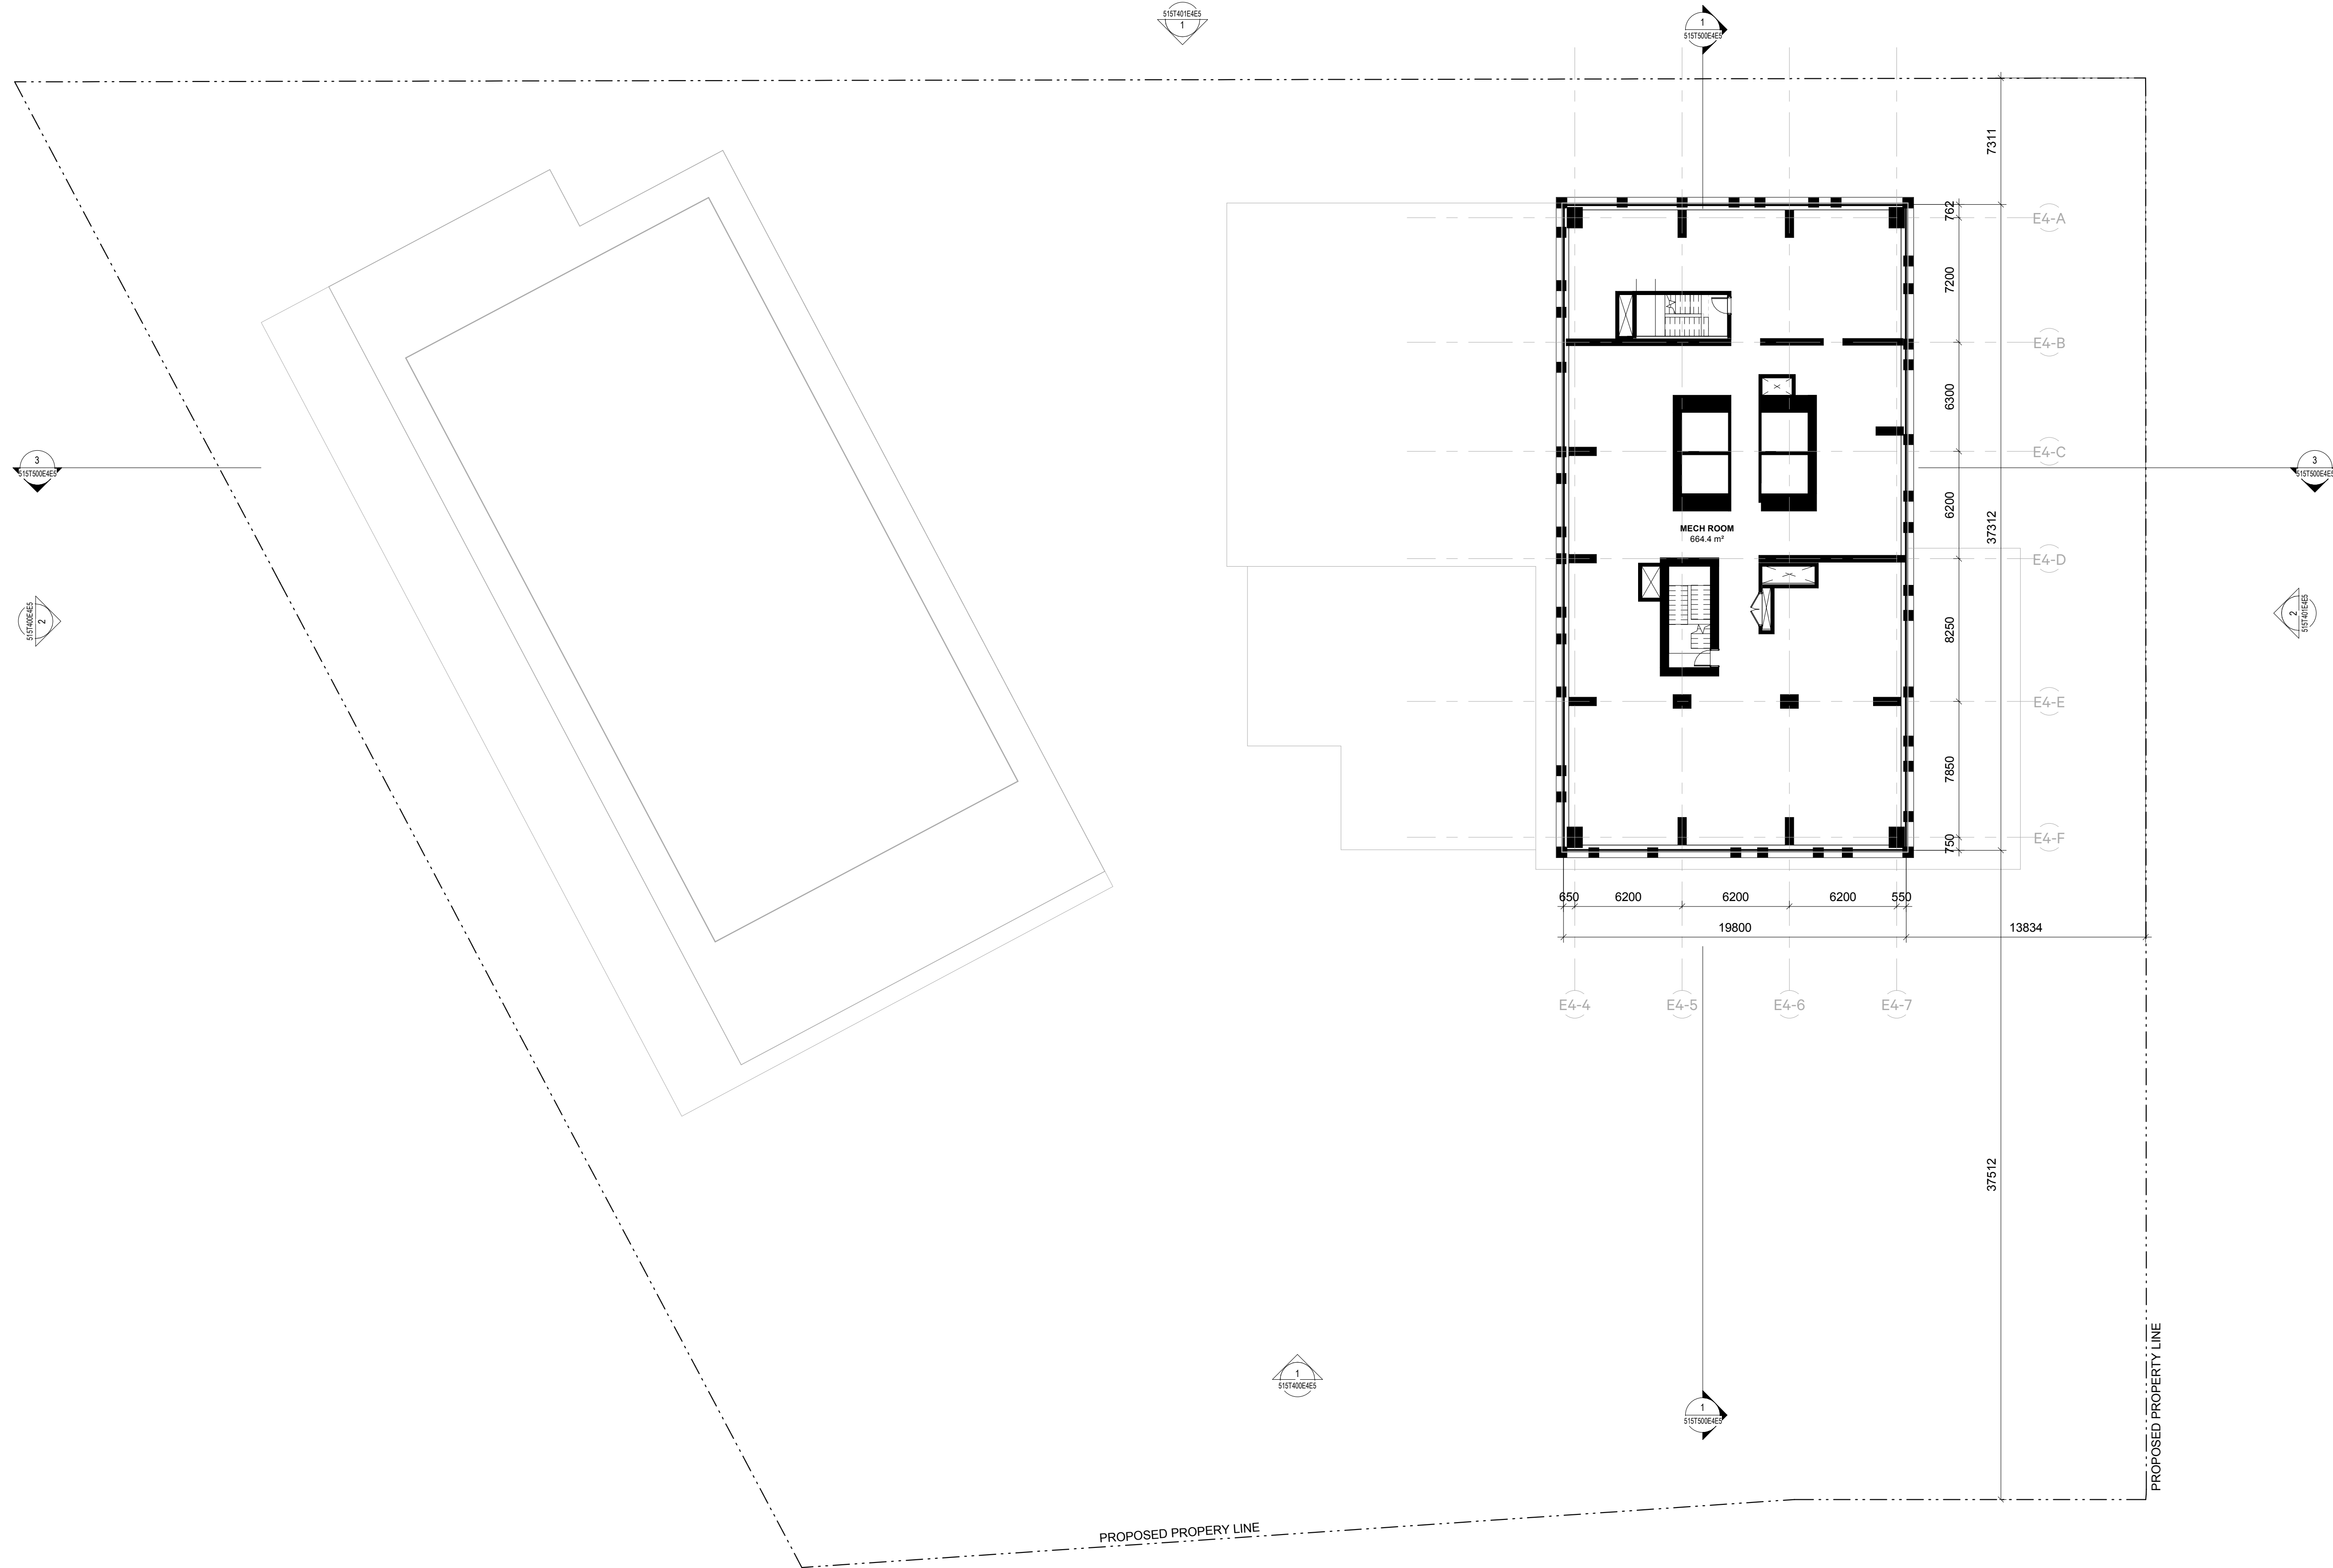 515T401E4E5
1
1
515T500E4E5
7311
762
E4-A
7200
E4-B
6300
E4-C
3
515T500E4E5
3
515T500E4E5
6200
37312
MECH ROOM
664.4 m²
E4-D
515T400E4E5
2
2
515T401E4E5
8250
E4-E
7850
750
E4-F
650
6200
6200
6200
550
19800
13834
E4-4
E4-5
E4-6
E4-7
37512
1
515T400E4E5
1
515T500E4E5
PROPOSED PROPERTY LINE
PROPOSED PROPERY LINE